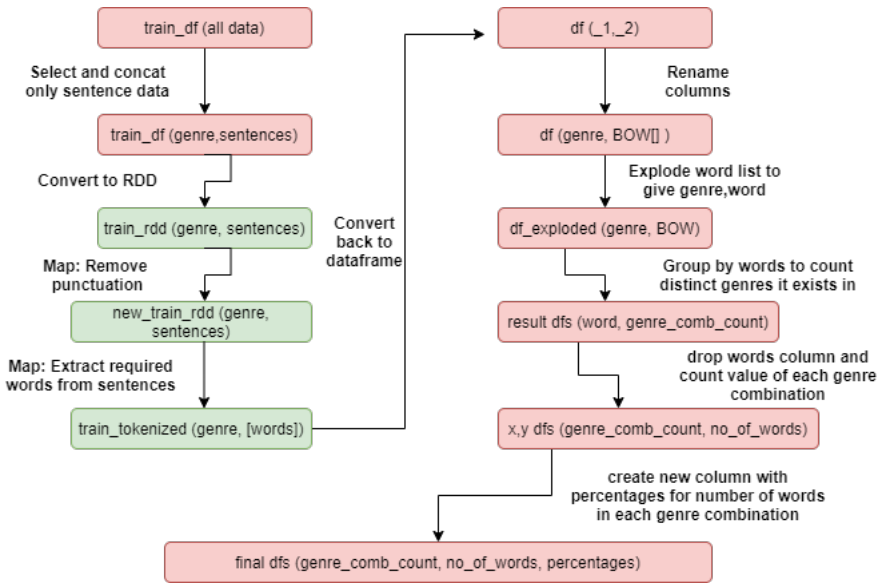 train_df (all data)
Select and concat
only sentence data
train_df (genre,sentences)
Convert to RDD
train_rdd (genre, sentences)
Map: Remove
punctuation
new_train_rdd (genre,
sentences)
Map: Extract required
words from sentences
train_tokenized (genre, [words])
Convert
back to
dataframe
df (_1,_2)
Rename
columns
df (genre, BOW[] )
Explode word list to
give genre,word
df_exploded (genre, BOW)
Group by words to count
distinct genres it exists in
result dfs (word, genre_comb_count)
drop words column and
count value of each genre
combination
x,y dfs (genre_comb_count, no_of_words)
create new column with
percentages for number of words
in each genre combination
final dfs (genre_comb_count, no_of_words, percentages)